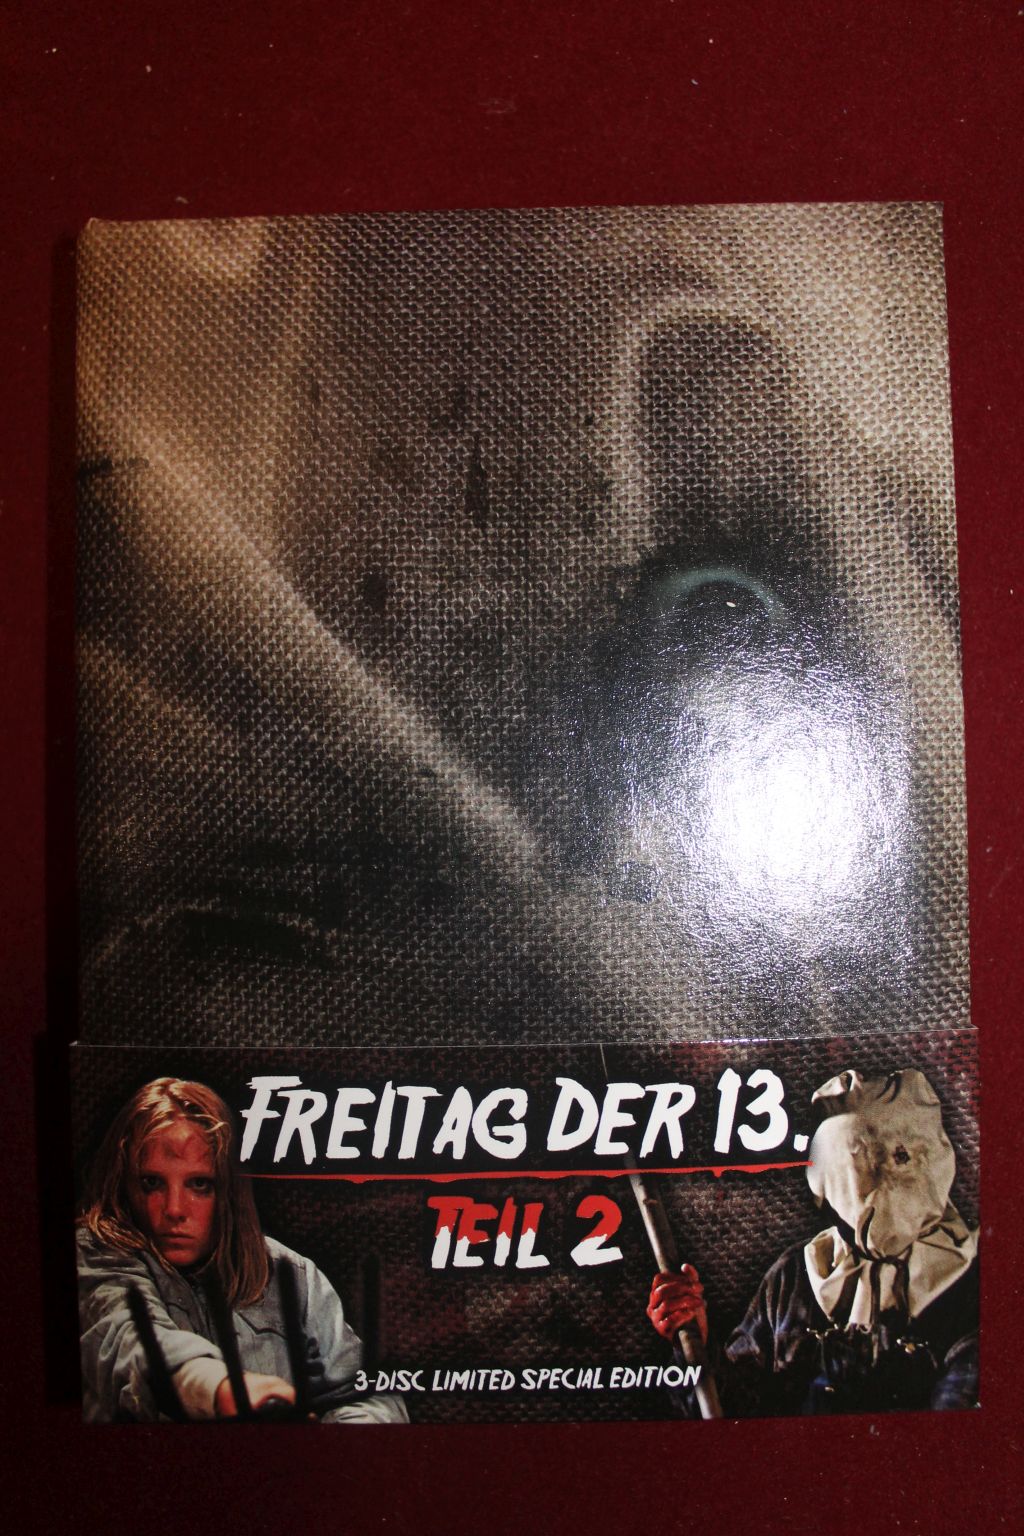 FREITAG DER 13.
TEIL 2
3-DISC LIMITED SPECIAL EDITION